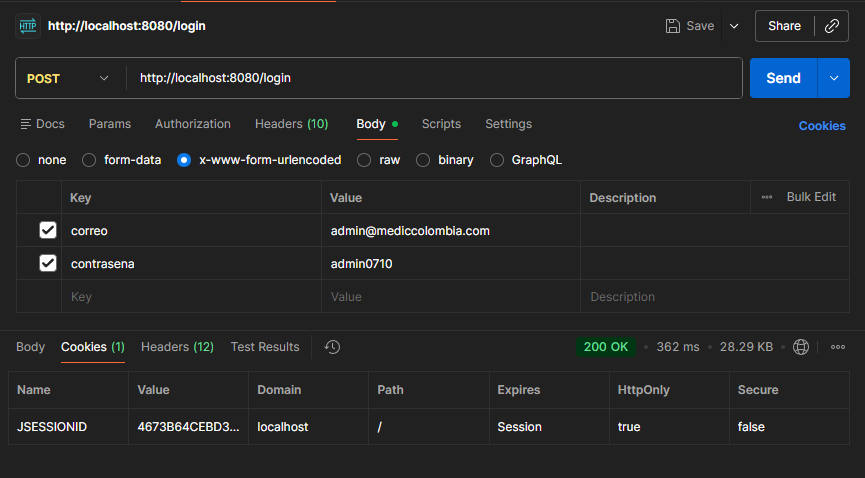 HTTP http://localhost:8080/login Save Share
POST http://localhost:8080/login Send
Docs Params Authorization Headers (10) Body Scripts Settings Cookies
none form-data x-www-form-urlencoded raw binary GraphQL
Key Value Description Bulk Edit
correo admin@mediccolombia.com
contrasena admin0710
Key Value Description
Body Cookies (1) Headers (12) Test Results 200 OK • 362 ms • 28.29 KB
Name Value Domain Path Expires HttpOnly Secure
JSESSIONID 4673B64CEBD3... localhost / Session true false